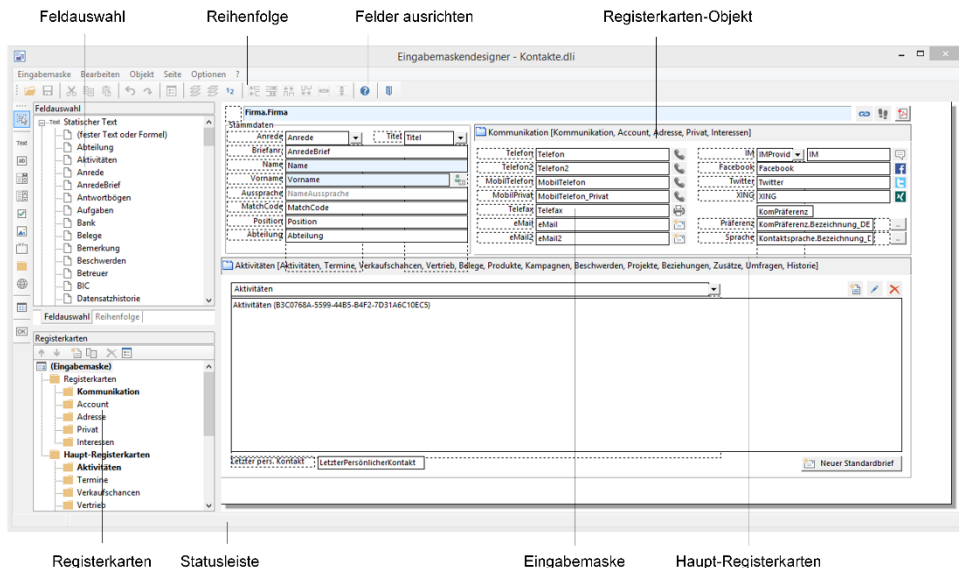 Feldauswahl Reihenfolge Felder ausrichten Registerkarten-Objekt
Eingabemaskendesigner - Kontakte.dli
Eingabemaske Bearbeiten Objekt Seite Optionen ?
Feldauswahl
Text Statischer Text
(fester Text oder Formel)
Abteilung
Aktivitäten
Anrede
AnredeBrief
Antwortbögen
Aufgaben
Bank
Belege
Bemerkung
Beschwerden
Betreuer
BIC
Datensatzhistorie
Feldauswahl Reihenfolge
Registerkarten
(Eingabemaske)
Registerkarten
Kommunikation
Account
Adresse
Privat
Interessen
Haupt-Registerkarten
Aktivitäten
Termine
Verkaufschancen
Vertrieb
Text
OK
Firma.Firma
Stammdaten
Anrede Anrede Titel Titel
Briefanr. AnredeBrief
Name Name
Vorname Vorname
Aussprache NameAussprache
MatchCode MatchCode
Position Position
Abteilung Abteilung
Kommunikation [Kommunikation, Account, Adresse, Privat, Interessen]
Telefon Telefon
Telefon2 Telefon2
MobilTelefon MobilTelefon
MobilPrivat MobilTelefon_Privat
Telefax Telefax
eMail eMail
eMail2 eMail2
IM IMProvid IM
Facebook Facebook
Twitter Twitter
XING XING
KomPräferenz
Präferenz KomPräferenz.Bezeichnung_DE ...
Sprache Kontaktsprache.Bezeichnung_D ...
Aktivitäten [Aktivitäten, Termine, Verkaufschancen, Vertrieb, Belege, Produkte, Kampagnen, Beschwerden, Projekte, Beziehungen, Zusätze, Umfragen, Historie]
Aktivitäten
Aktivitäten {B3C0768A-5599-44B5-B4F2-7D31A6C10EC5}
Letzter pers. Kontakt LetzterPersönlicherKontakt
Neuer Standardbrief
Registerkarten Statusleiste Eingabemaske Haupt-Registerkarten